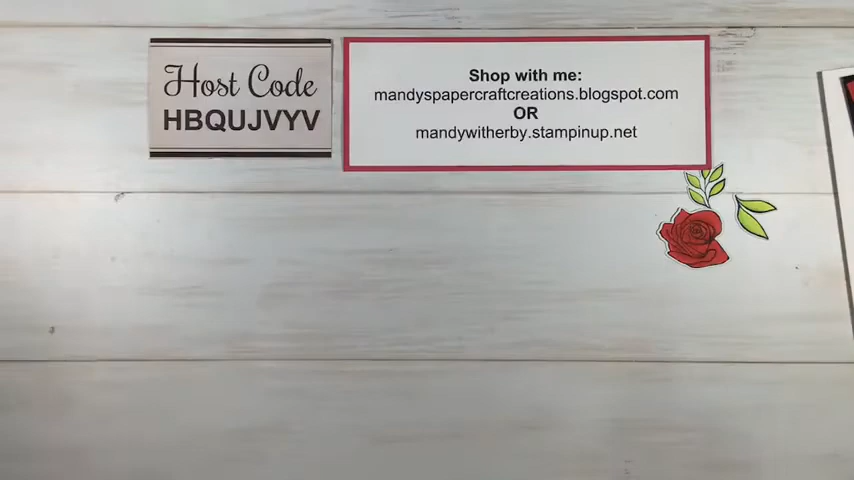 Host Code
HBQUJVYV
Shop with me:
mandyspapercraftcreations.blogspot.com
OR
mandywitherby.stampinup.net